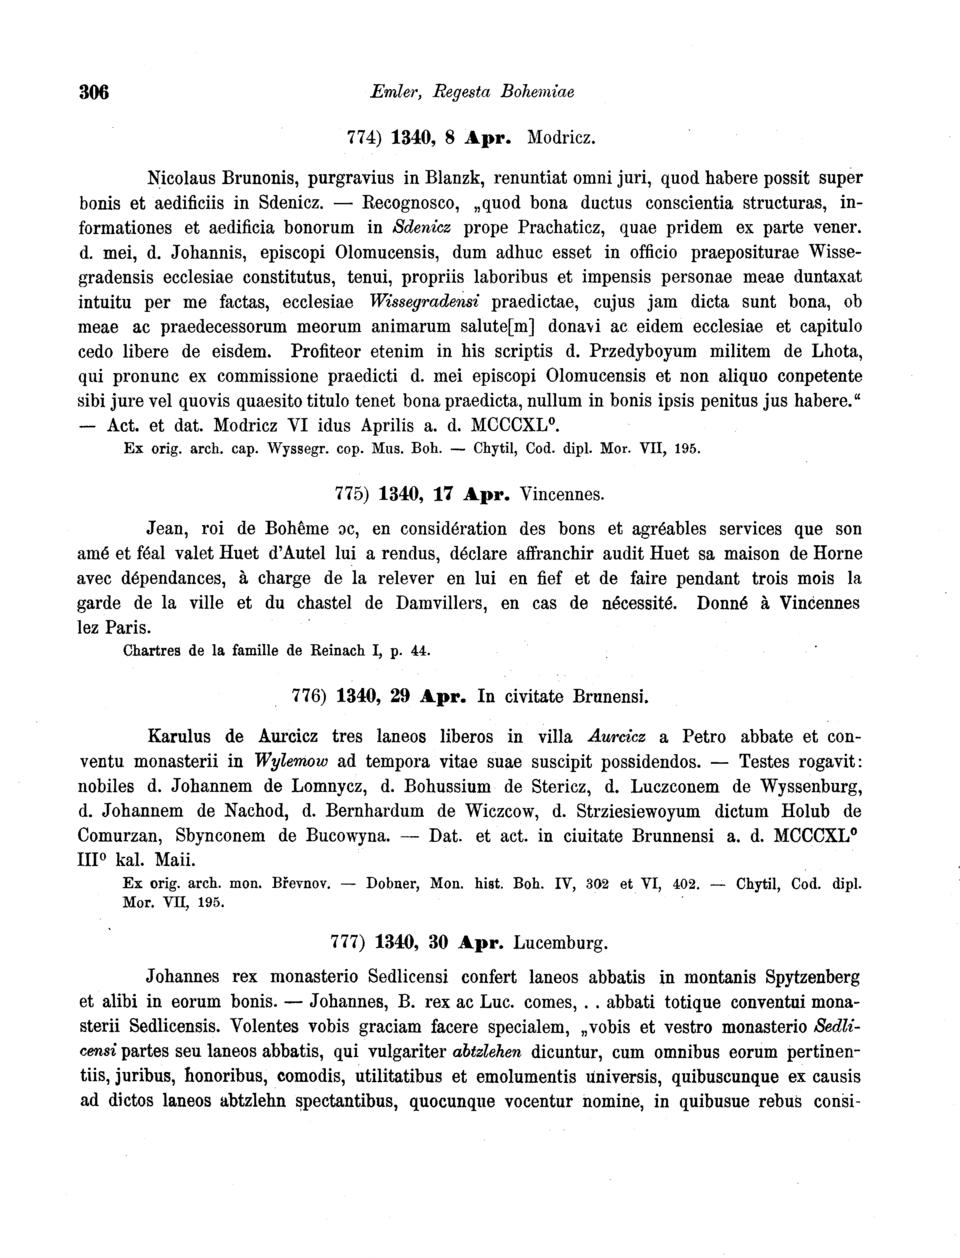 306 Emler, Regesta Bohemiae
774) 1340, 8 Apr. Modricz.
Nicolaus Brunonis, purgravius in Blanzk, renuntiat omni juri, quod habere possit super
bonis et aedificiis in Sdenicz. — Recognosco, „quod bona ductus conscientia structuras, in-
formationes et aedificia bonorum in Sdenicz prope Prachaticz, quae pridem ex parte vener.
d. mei, d. Johannis, episcopi Olomucensis, dum adhuc esset in officio praepositurae Wisse-
gradensis ecclesiae constitutus, tenui, propriis laboribus et impensis personae meae duntaxat
intuitu per me factas, ecclesiae Wissegradensi praedictae, cujus jam dicta sunt bona, ob
meae ac praedecessorum meorum animarum salute[m] donavi ac eidem ecclesiae et capitulo
cedo libere de eisdem. Profiteor etenim in his scriptis d. Przedyboyum militem de Lhota,
qui pronunc ex commissione praedicti d. mei episcopi Olomucensis et non aliquo conpetente
sibi jure vel quovis quaesito titulo tenet bona praedicta, nullum in bonis ipsis penitus jus habere.“
— Act. et dat. Modricz VI idus Aprilis a. d. MCCCXL⁰.
Ex orig. arch. cap. Wyssegr. cop. Mus. Boh. — Chytil, Cod. dipl. Mor. VII, 195.
775) 1340, 17 Apr. Vincennes.
Jean, roi de Bohême ɔc, en considération des bons et agréables services que son
amé et féal valet Huet d'Autel lui a rendus, déclare affranchir audit Huet sa maison de Horne
avec dépendances, à charge de la relever en lui en fief et de faire pendant trois mois la
garde de la ville et du chastel de Damvillers, en cas de nécessité. Donné à Vincennes
lez Paris.
Chartres de la famille de Reinach I, p. 44.
776) 1340, 29 Apr. In civitate Brunensi.
Karulus de Aurcicz tres laneos liberos in villa Aurcicz a Petro abbate et con-
ventu monasterii in Wylemow ad tempora vitae suae suscipit possidendos. — Testes rogavit:
nobiles d. Johannem de Lomnycz, d. Bohussium de Stericz, d. Luczconem de Wyssenburg,
d. Johannem de Nachod, d. Bernhardum de Wiczcow, d. Strziesiewoyum dictum Holub de
Comurzan, Sbynconem de Bucowyna. — Dat. et act. in ciuitate Brunnensi a. d. MCCCXL⁰
III⁰ kal. Maii.
Ex orig. arch. mon. Břevnov. — Dobner, Mon. hist. Boh. IV, 302 et VI, 402. — Chytil, Cod. dipl.
Mor. VII, 195.
777) 1340, 30 Apr. Lucemburg.
Johannes rex monasterio Sedlicensi confert laneos abbatis in montanis Spytzenberg
et alibi in eorum bonis. — Johannes, B. rex ac Luc. comes, . . abbati totique conventui mona-
sterii Sedlicensis. Volentes vobis graciam facere specialem, „vobis et vestro monasterio Sedli-
censi partes seu laneos abbatis, qui vulgariter abtzlehen dicuntur, cum omnibus eorum pertinen-
tiis, juribus, honoribus, comodis, utilitatibus et emolumentis universis, quibuscunque ex causis
ad dictos laneos abtzlehn spectantibus, quocunque vocentur nomine, in quibusue rebus consi-